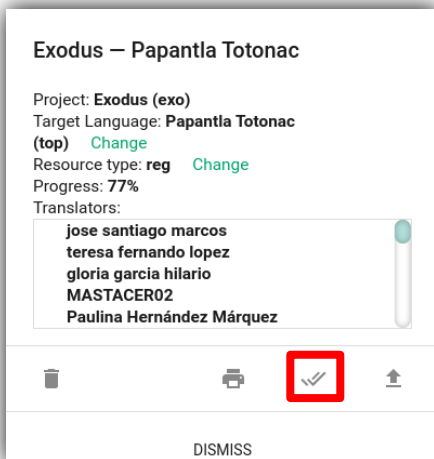 Exodus — Papantla Totonac
Project: Exodus (exo)
Target Language: Papantla Totonac
(top) Change
Resource type: reg Change
Progress: 77%
Translators:
jose santiago marcos
teresa fernando lopez
gloria garcia hilario
MASTACER02
Paulina Hernández Márquez
DISMISS